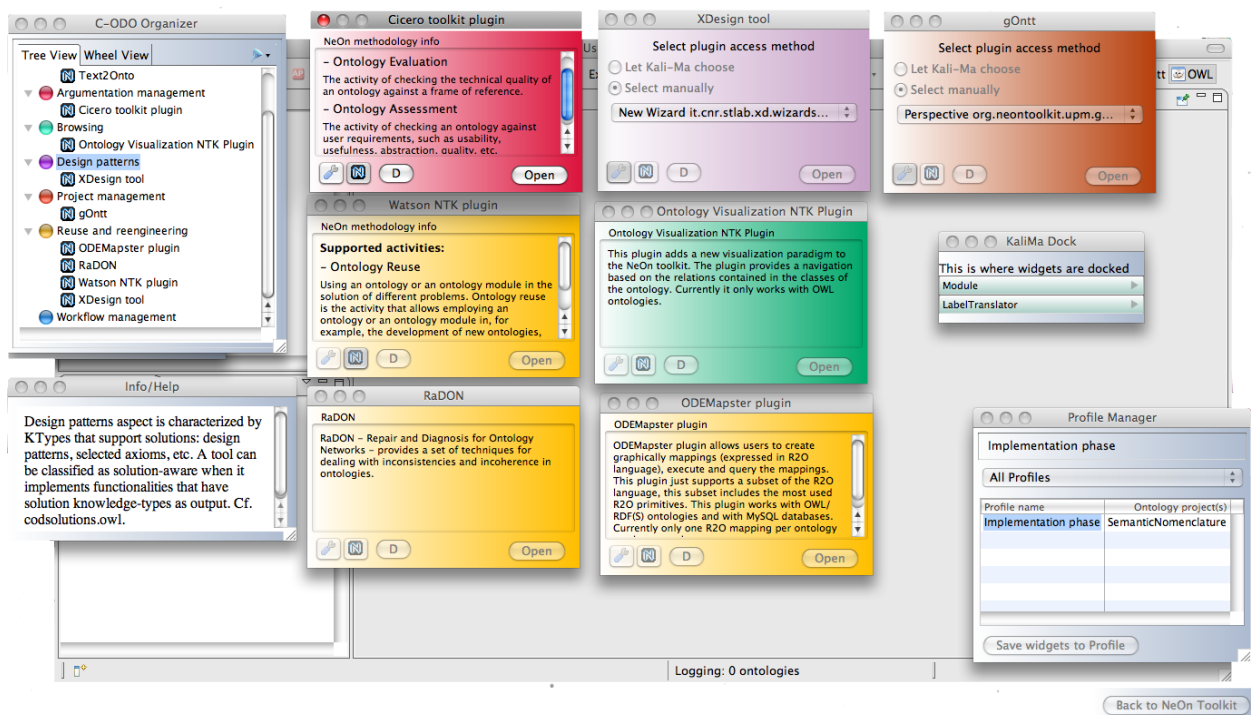 C-ODO Organizer
Tree View
Wheel View
Text2Onto
Argumentation management
Cicero toolkit plugin
Browsing
Ontology Visualization NTK Plugin
Design patterns
XDesign tool
Project management
gOntt
Reuse and reengineering
ODEMapster plugin
RaDON
Watson NTK plugin
XDesign tool
Workflow management
Cicero toolkit plugin
NeOn methodology info
– Ontology Evaluation
The activity of checking the technical quality of
an ontology against a frame of reference.
– Ontology Assessment
The activity of checking an ontology against
user requirements, such as usability,
usefulness, abstraction, quality, etc.
D
Open
XDesign tool
Select plugin access method
Let Kali-Ma choose
Select manually
New Wizard it.cnr.stlab.xd.wizards...
D
Open
gOntt
Select plugin access method
Let Kali-Ma choose
Select manually
Perspective org.neontoolkit.upm.g...
D
Open
Us
E
tt
OWL
Watson NTK plugin
NeOn methodology info
Supported activities:
– Ontology Reuse
Using an ontology or an ontology module in the
solution of different problems. Ontology reuse
is the activity that allows employing an
ontology or an ontology module in, for
example, the development of new ontologies,
D
Open
Ontology Visualization NTK Plugin
Ontology Visualization NTK Plugin
This plugin adds a new visualization paradigm to
the NeOn toolkit. The plugin provides a navigation
based on the relations contained in the classes of
the ontology. Currently it only works with OWL
ontologies.
D
Open
KaliMa Dock
This is where widgets are docked
Module
LabelTranslator
Info/Help
Design patterns aspect is characterized by
KTypes that support solutions: design
patterns, selected axioms, etc. A tool can
be classified as solution-aware when it
implements functionalities that have
solution knowledge-types as output. Cf.
codsolutions.owl.
RaDON
RaDON
RaDON – Repair and Diagnosis for Ontology
Networks – provides a set of techniques for
dealing with inconsistencies and incoherence in
ontologies.
D
Open
ODEMapster plugin
ODEMapster plugin
ODEMapster plugin allows users to create
graphically mappings (expressed in R2O
language), execute and query the mappings.
This plugin just supports a subset of the R2O
language, this subset includes the most used
R2O primitives. This plugin works with OWL/
RDF(S) ontologies and with MySQL databases.
Currently only one R2O mapping per ontology
D
Open
Profile Manager
Implementation phase
All Profiles
Profile name
Ontology project(s)
Implementation phase
SemanticNomenclature
Save widgets to Profile
Logging: 0 ontologies
Back to NeOn Toolkit